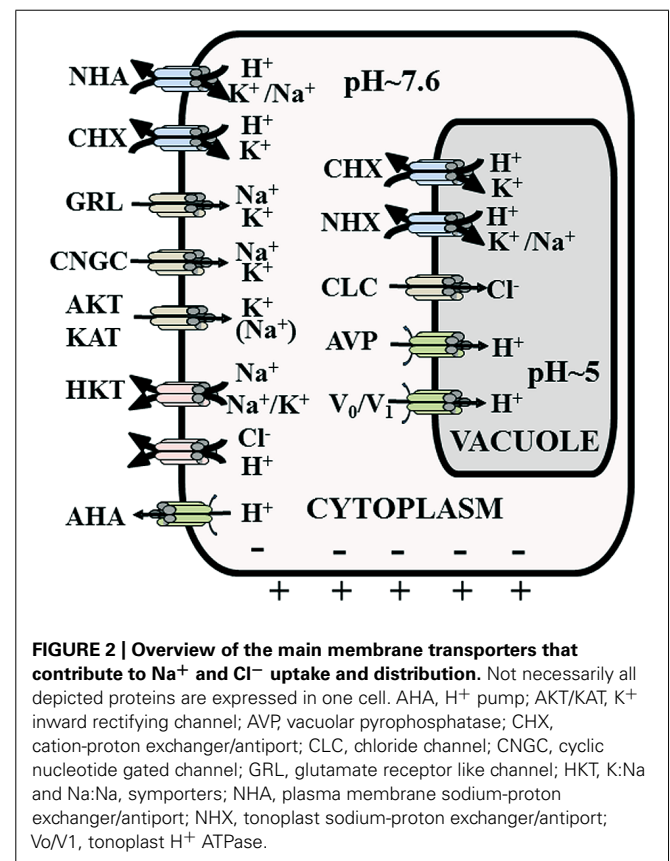 NHA
H⁺
K⁺/Na⁺
pH~7.6
CHX
H⁺
K⁺
GRL
Na⁺
K⁺
CNGC
Na⁺
K⁺
AKT
KAT
K⁺
(Na⁺)
HKT
Na⁺
Na⁺/K⁺
Cl⁻
H⁺
AHA
H⁺
CHX
H⁺
K⁺
NHX
H⁺
K⁺/Na⁺
CLC
Cl⁻
AVP
H⁺
pH~5
V₀/V₁
H⁺
VACUOLE
CYTOPLASM
- - - - -
+ + + + +
FIGURE 2 | Overview of the main membrane transporters that
contribute to Na⁺ and Cl⁻ uptake and distribution. Not necessarily all
depicted proteins are expressed in one cell. AHA, H⁺ pump; AKT/KAT, K⁺
inward rectifying channel; AVP, vacuolar pyrophosphatase; CHX,
cation-proton exchanger/antiport; CLC, chloride channel; CNGC, cyclic
nucleotide gated channel; GRL, glutamate receptor like channel; HKT, K:Na
and Na:Na, symporters; NHA, plasma membrane sodium-proton
exchanger/antiport; NHX, tonoplast sodium-proton exchanger/antiport;
Vo/V1, tonoplast H⁺ ATPase.